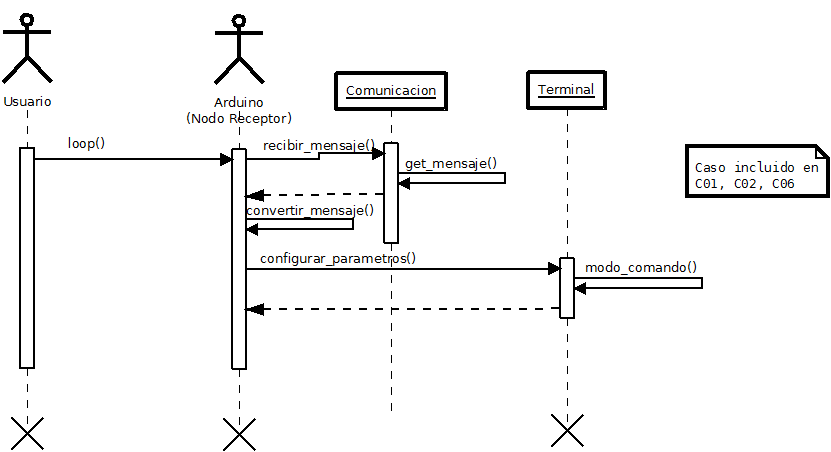 Usuario
Arduino
(Nodo Receptor)
Comunicacion
Terminal
loop()
recibir_mensaje()
get_mensaje()
Caso incluido en
C01, C02, C06
convertir_mensaje()
configurar_parametros()
modo_comando()